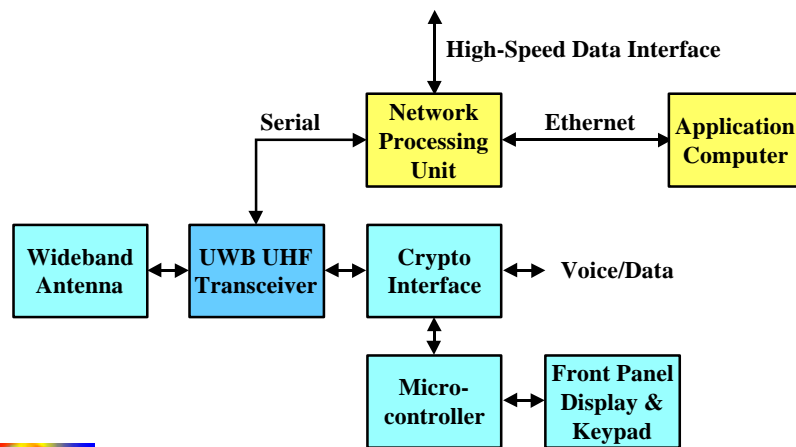 High-Speed Data Interface
Serial
Network
Processing
Unit
Ethernet
Application
Computer
Wideband
Antenna
UWB UHF
Transceiver
Crypto
Interface
Voice/Data
Micro-
controller
Front Panel
Display &
Keypad